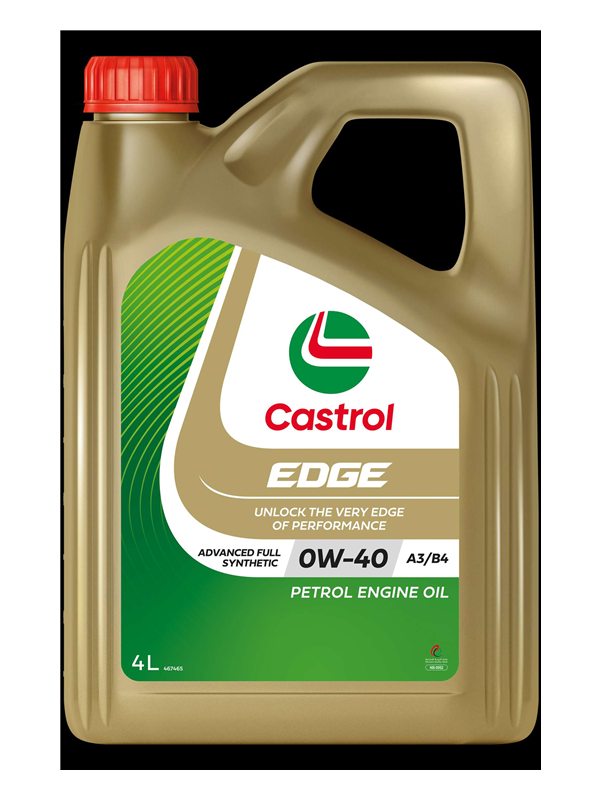 Castrol
EDGE
UNLOCK THE VERY EDGE
OF PERFORMANCE
ADVANCED FULL
SYNTHETIC
0W-40
A3/B4
PETROL ENGINE OIL
4L
467465